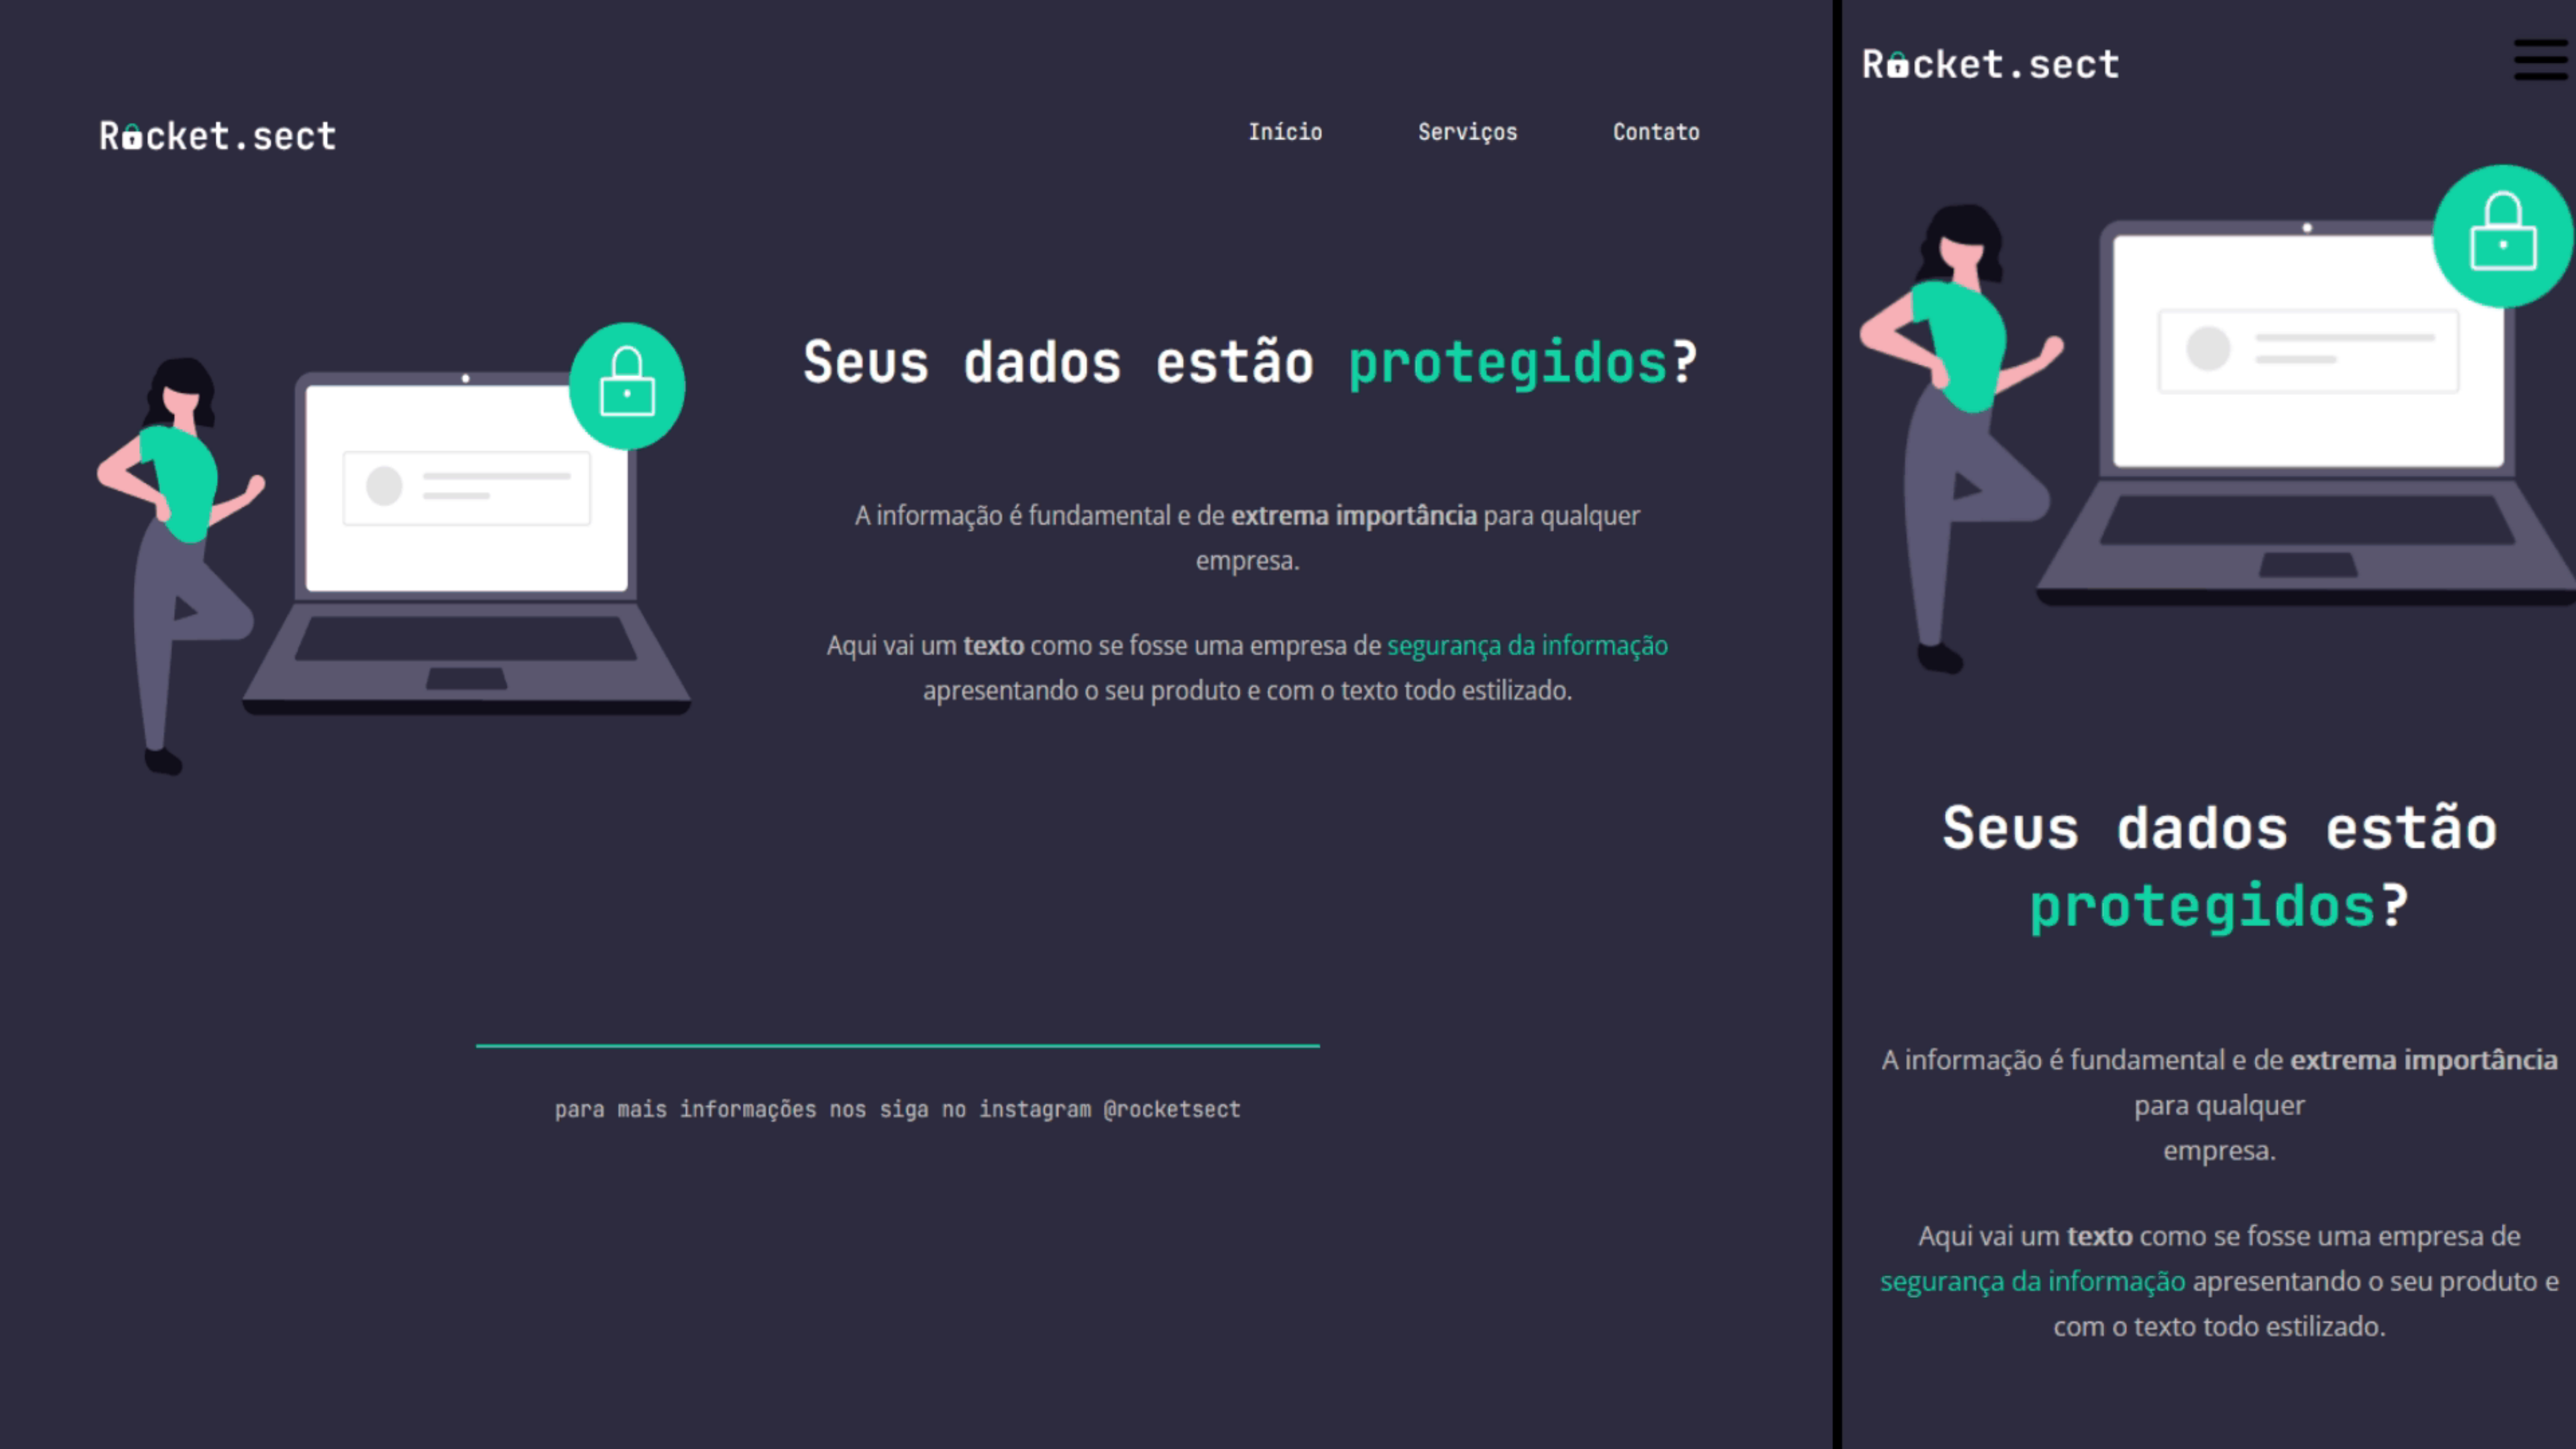 Rocket.sect
Início Serviços Contato
Seus dados estão protegidos?
A informação é fundamental e de extrema importância para qualquer
empresa.
Aqui vai um texto como se fosse uma empresa de segurança da informação
apresentando o seu produto e com o texto todo estilizado.
para mais informações nos siga no instagram @rocketsect
Rocket.sect
Seus dados estão
protegidos?
A informação é fundamental e de extrema importância
para qualquer
empresa.
Aqui vai um texto como se fosse uma empresa de
segurança da informação apresentando o seu produto e
com o texto todo estilizado.